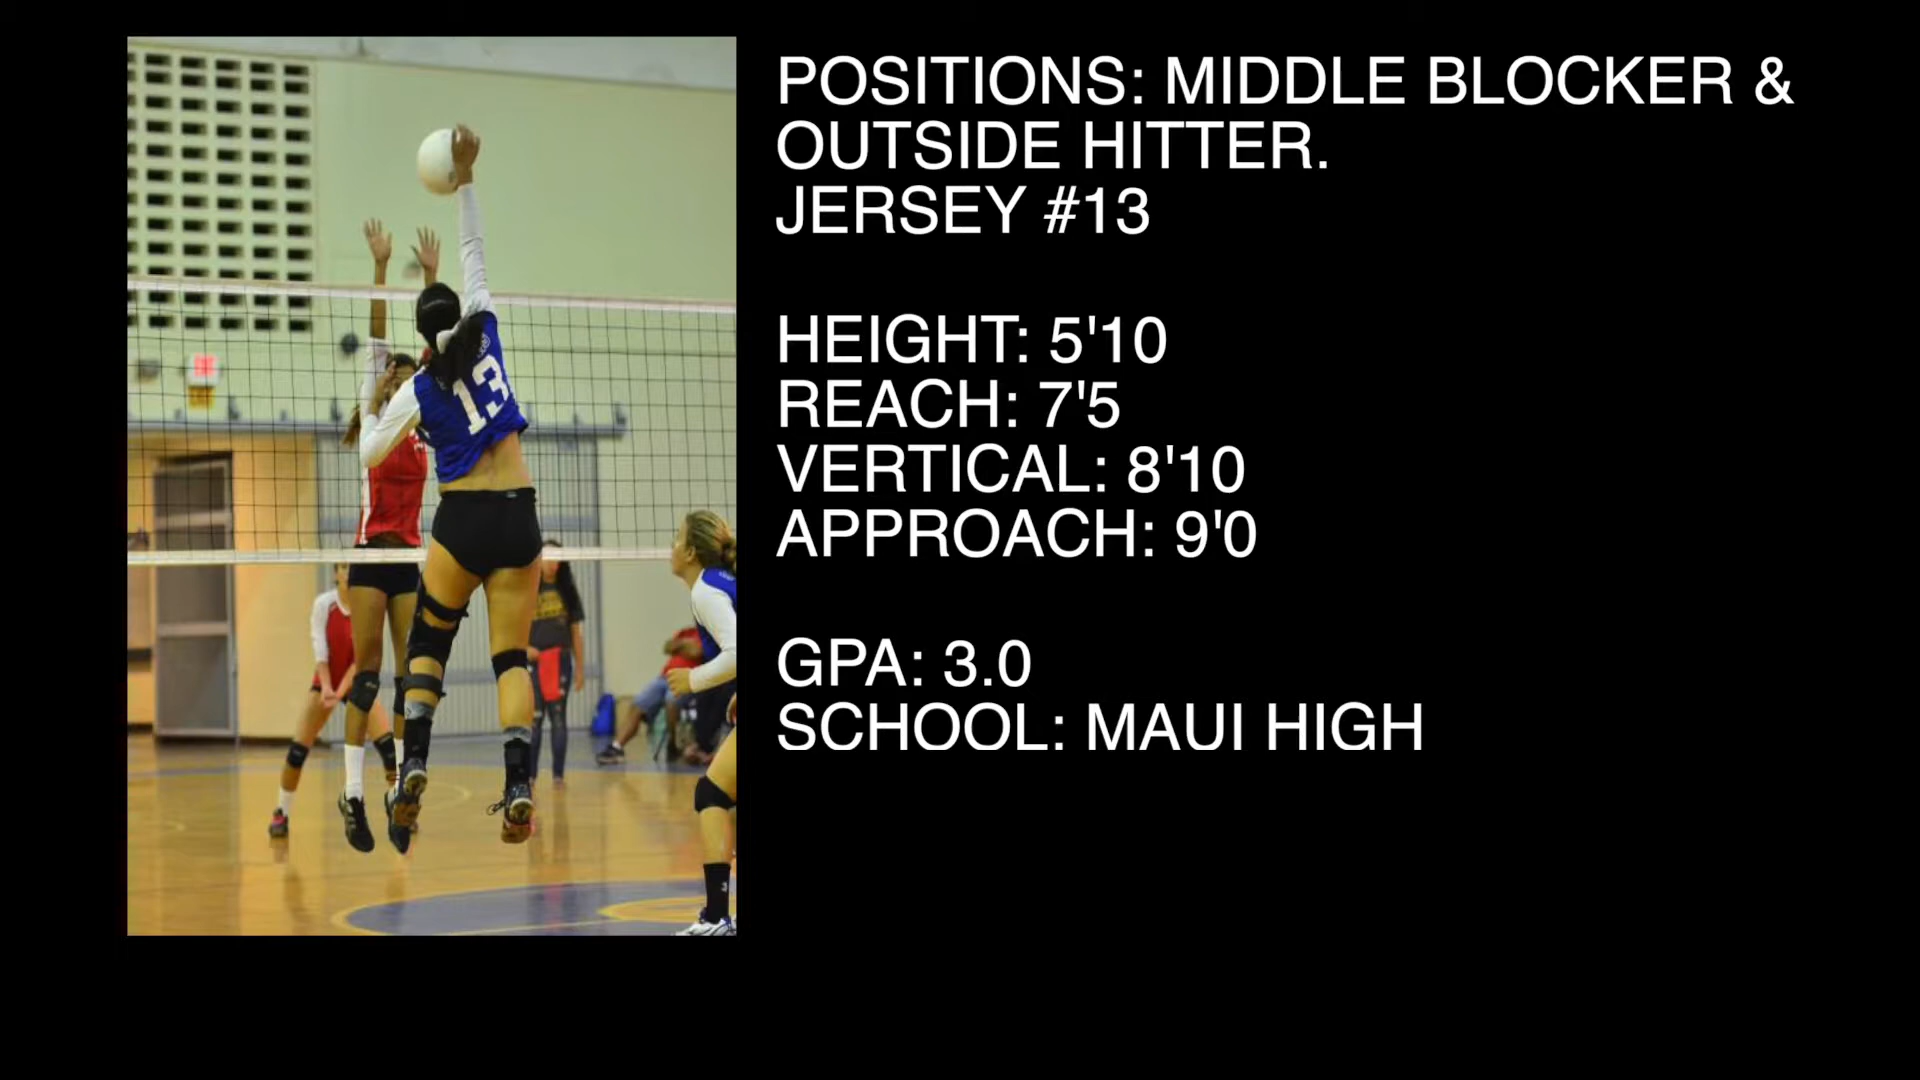 POSITIONS: MIDDLE BLOCKER &
OUTSIDE HITTER.
JERSEY #13
HEIGHT: 5'10
REACH: 7'5
VERTICAL: 8'10
APPROACH: 9'0
GPA: 3.0
SCHOOL: MAUI HIGH
13